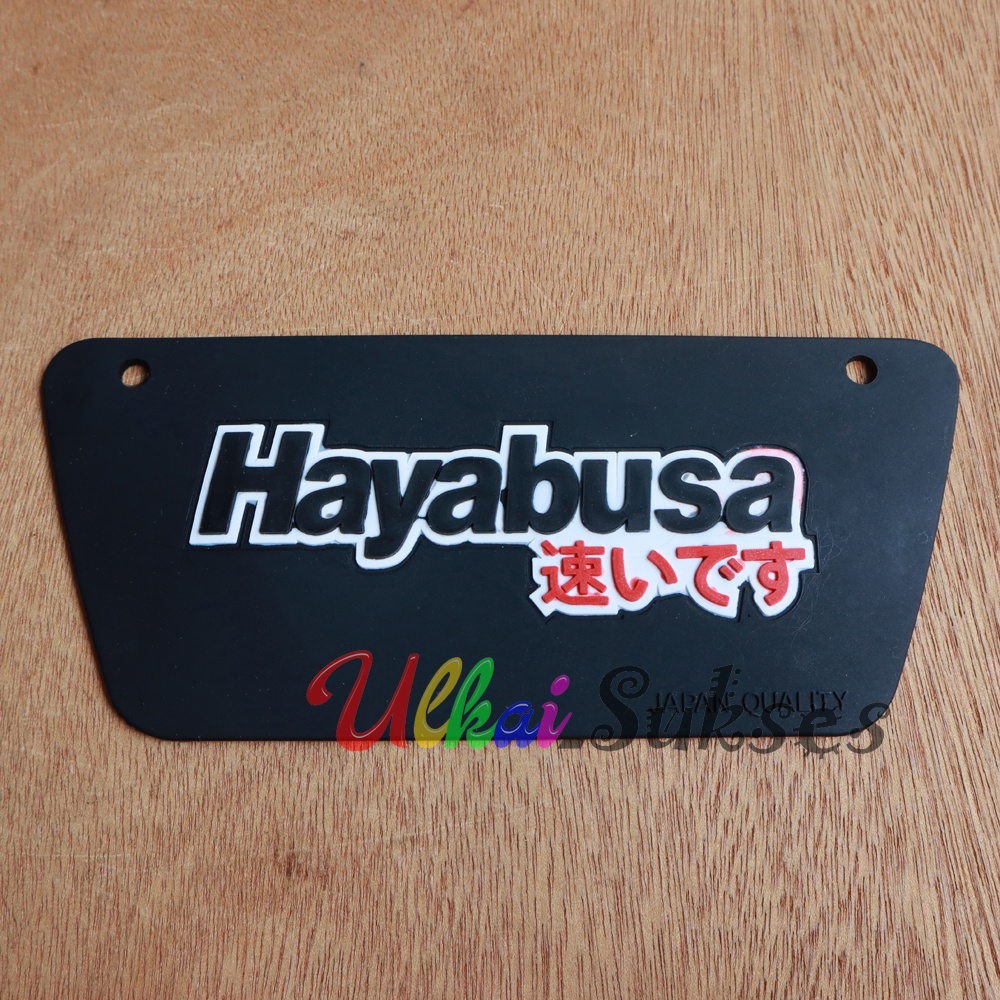 Hayabusa
速いです
JAPAN QUALITY
Ulkai Sukses